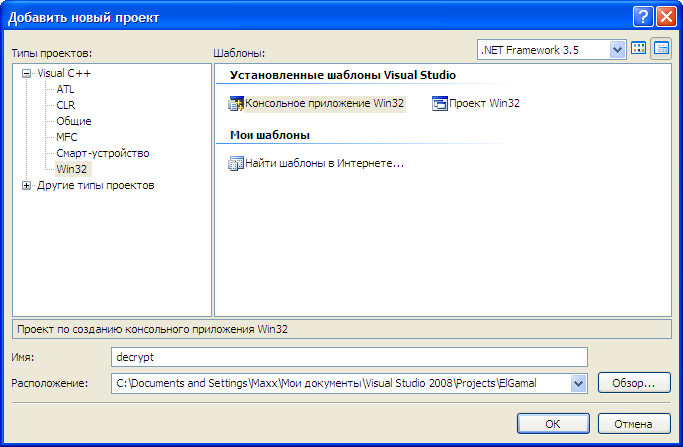 Добавить новый проект
Типы проектов:
Шаблоны:
.NET Framework 3.5
Visual C++
ATL
CLR
Общие
MFC
Смарт-устройство
Win32
Другие типы проектов
Установленные шаблоны Visual Studio
Консольное приложение Win32
Проект Win32
Мои шаблоны
Найти шаблоны в Интернете...
Проект по созданию консольного приложения Win32
Имя:
decrypt
Расположение:
C:\Documents and Settings\Maxx\Мои документы\Visual Studio 2008\Projects\ElGamal
Обзор...
OK
Отмена